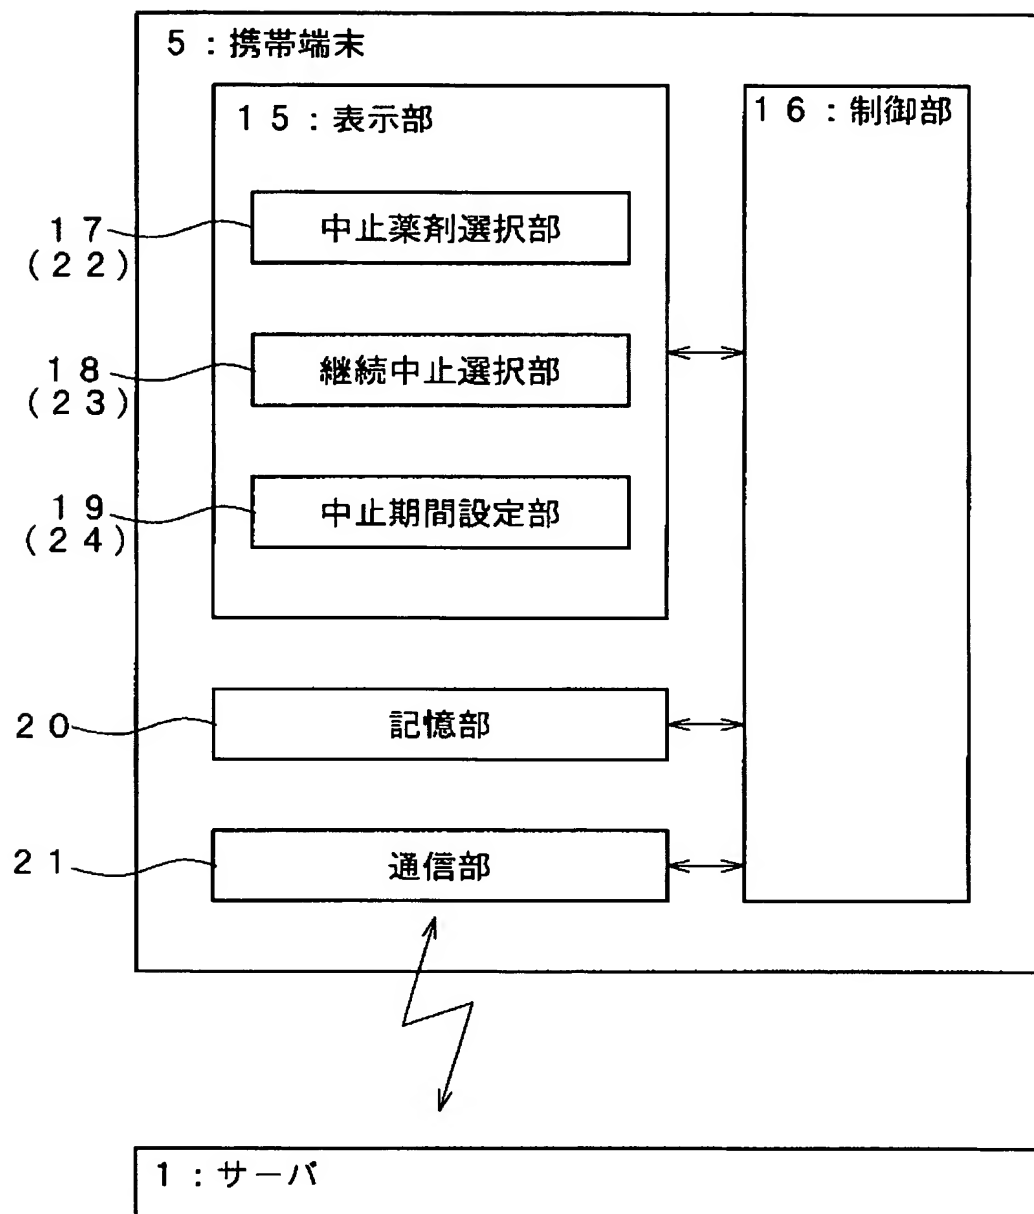 5：携帯端末
15：表示部
16：制御部
17
(22)
中止薬剤選択部
18
(23)
継続中止選択部
19
(24)
中止期間設定部
20
記憶部
21
通信部
1：サーバ